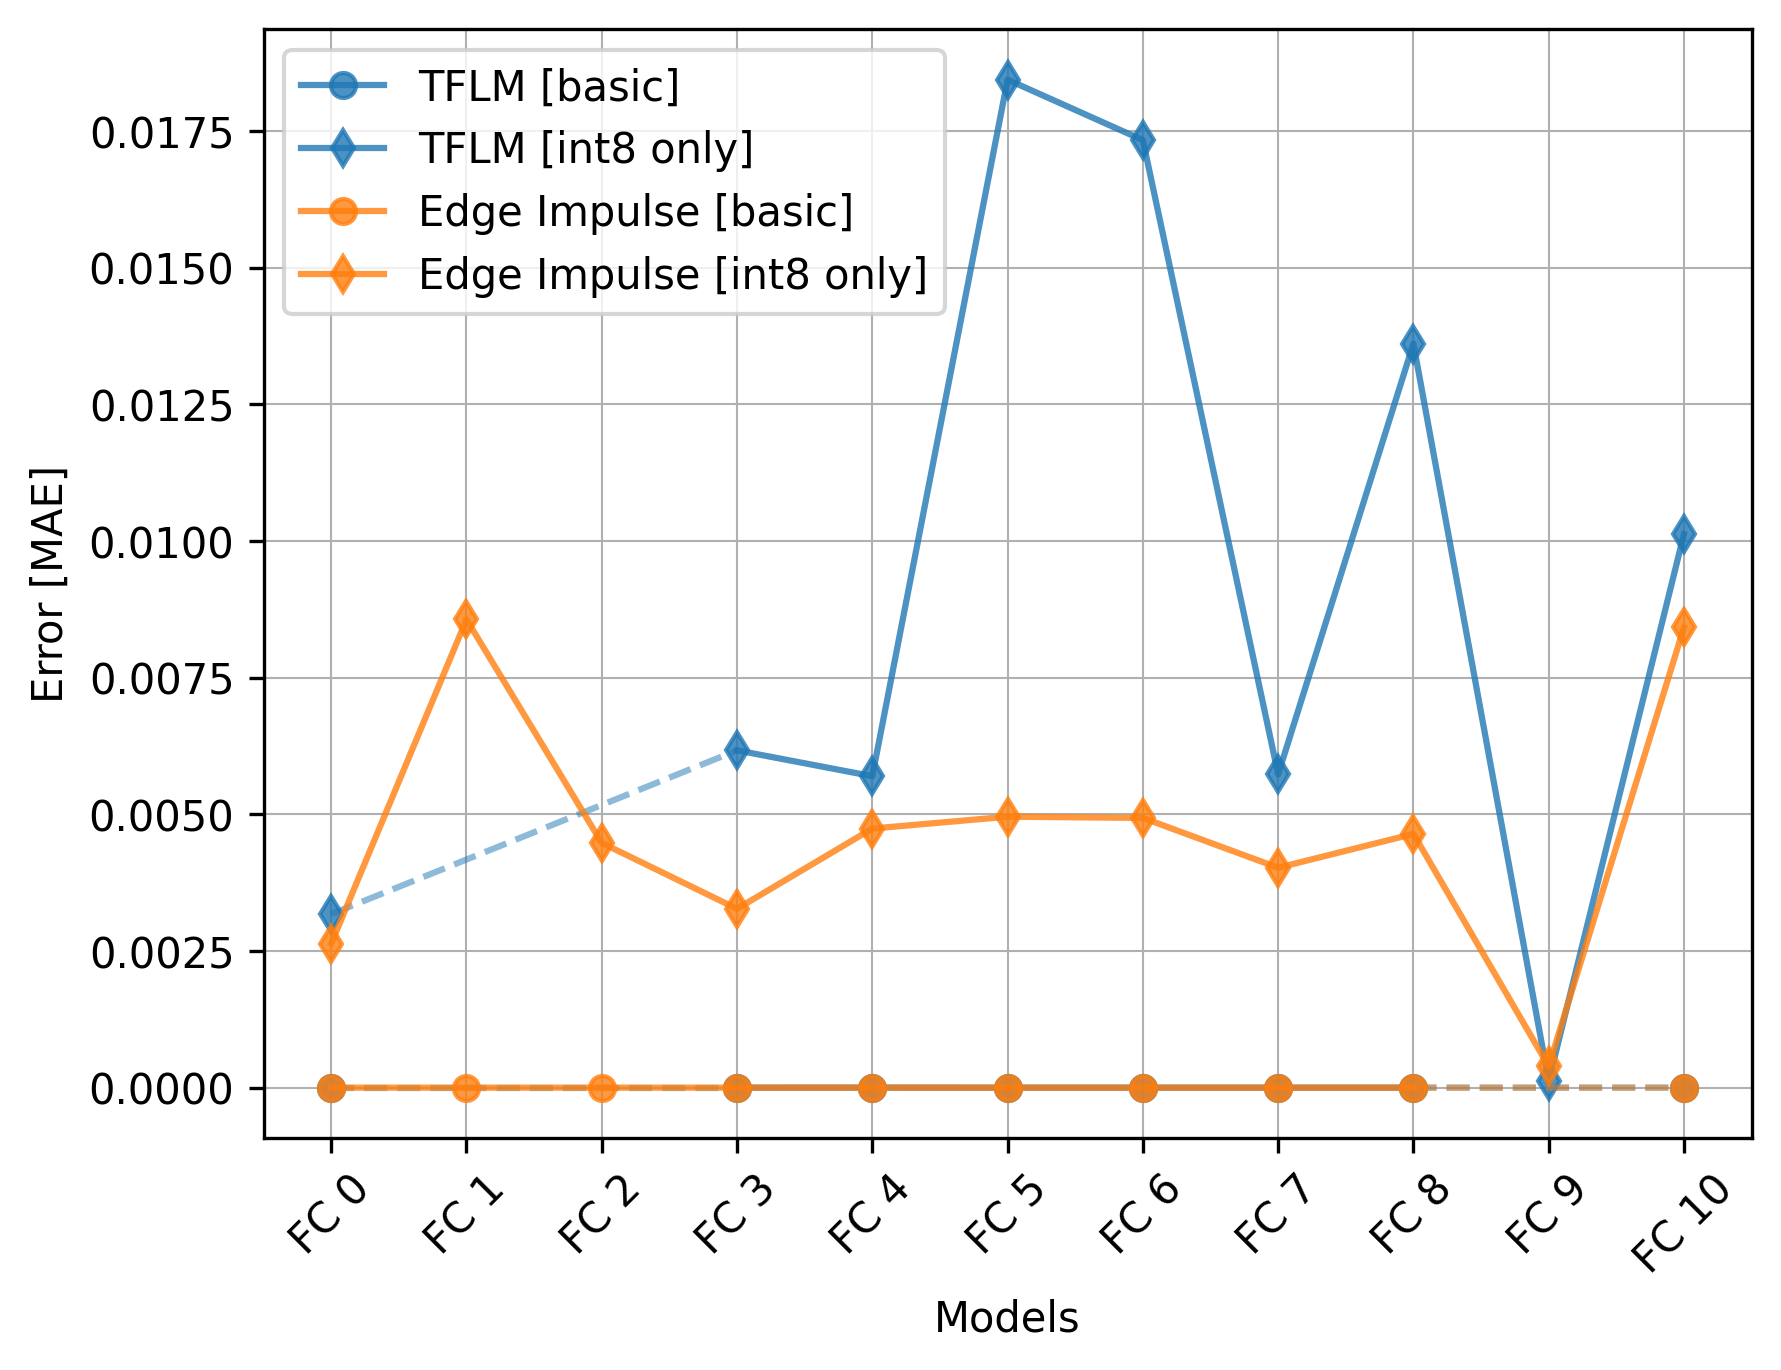 TFLM [basic]
TFLM [int8 only]
Edge Impulse [basic]
Edge Impulse [int8 only]
0.0175
0.0150
0.0125
0.0100
0.0075
0.0050
0.0025
0.0000
Error [MAE]
FC 0
FC 1
FC 2
FC 3
FC 4
FC 5
FC 6
FC 7
FC 8
FC 9
FC 10
Models